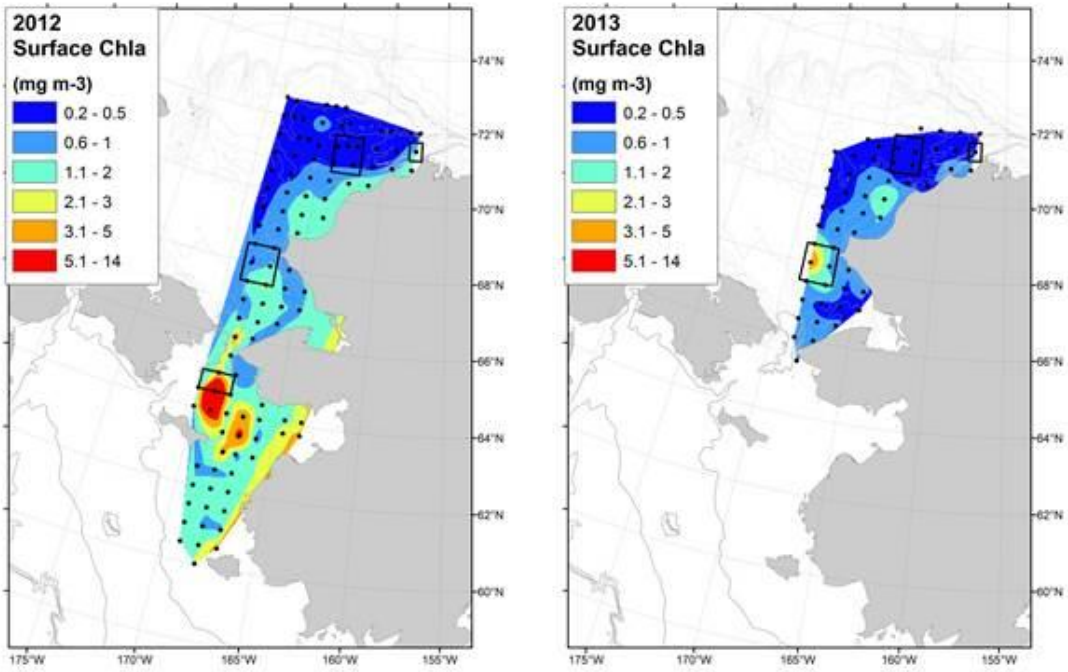 2012
Surface Chla
(mg m-3)
0.2 - 0.5
0.6 - 1
1.1 - 2
2.1 - 3
3.1 - 5
5.1 - 14
74°N
72°N
70°N
68°N
66°N
64°N
62°N
60°N
175°W
170°W
165°W
160°W
155°W
2013
Surface Chla
(mg m-3)
0.2 - 0.5
0.6 - 1
1.1 - 2
2.1 - 3
3.1 - 5
5.1 - 14
74°N
72°N
70°N
68°N
66°N
64°N
62°N
60°N
175°W
170°W
165°W
160°W
155°W